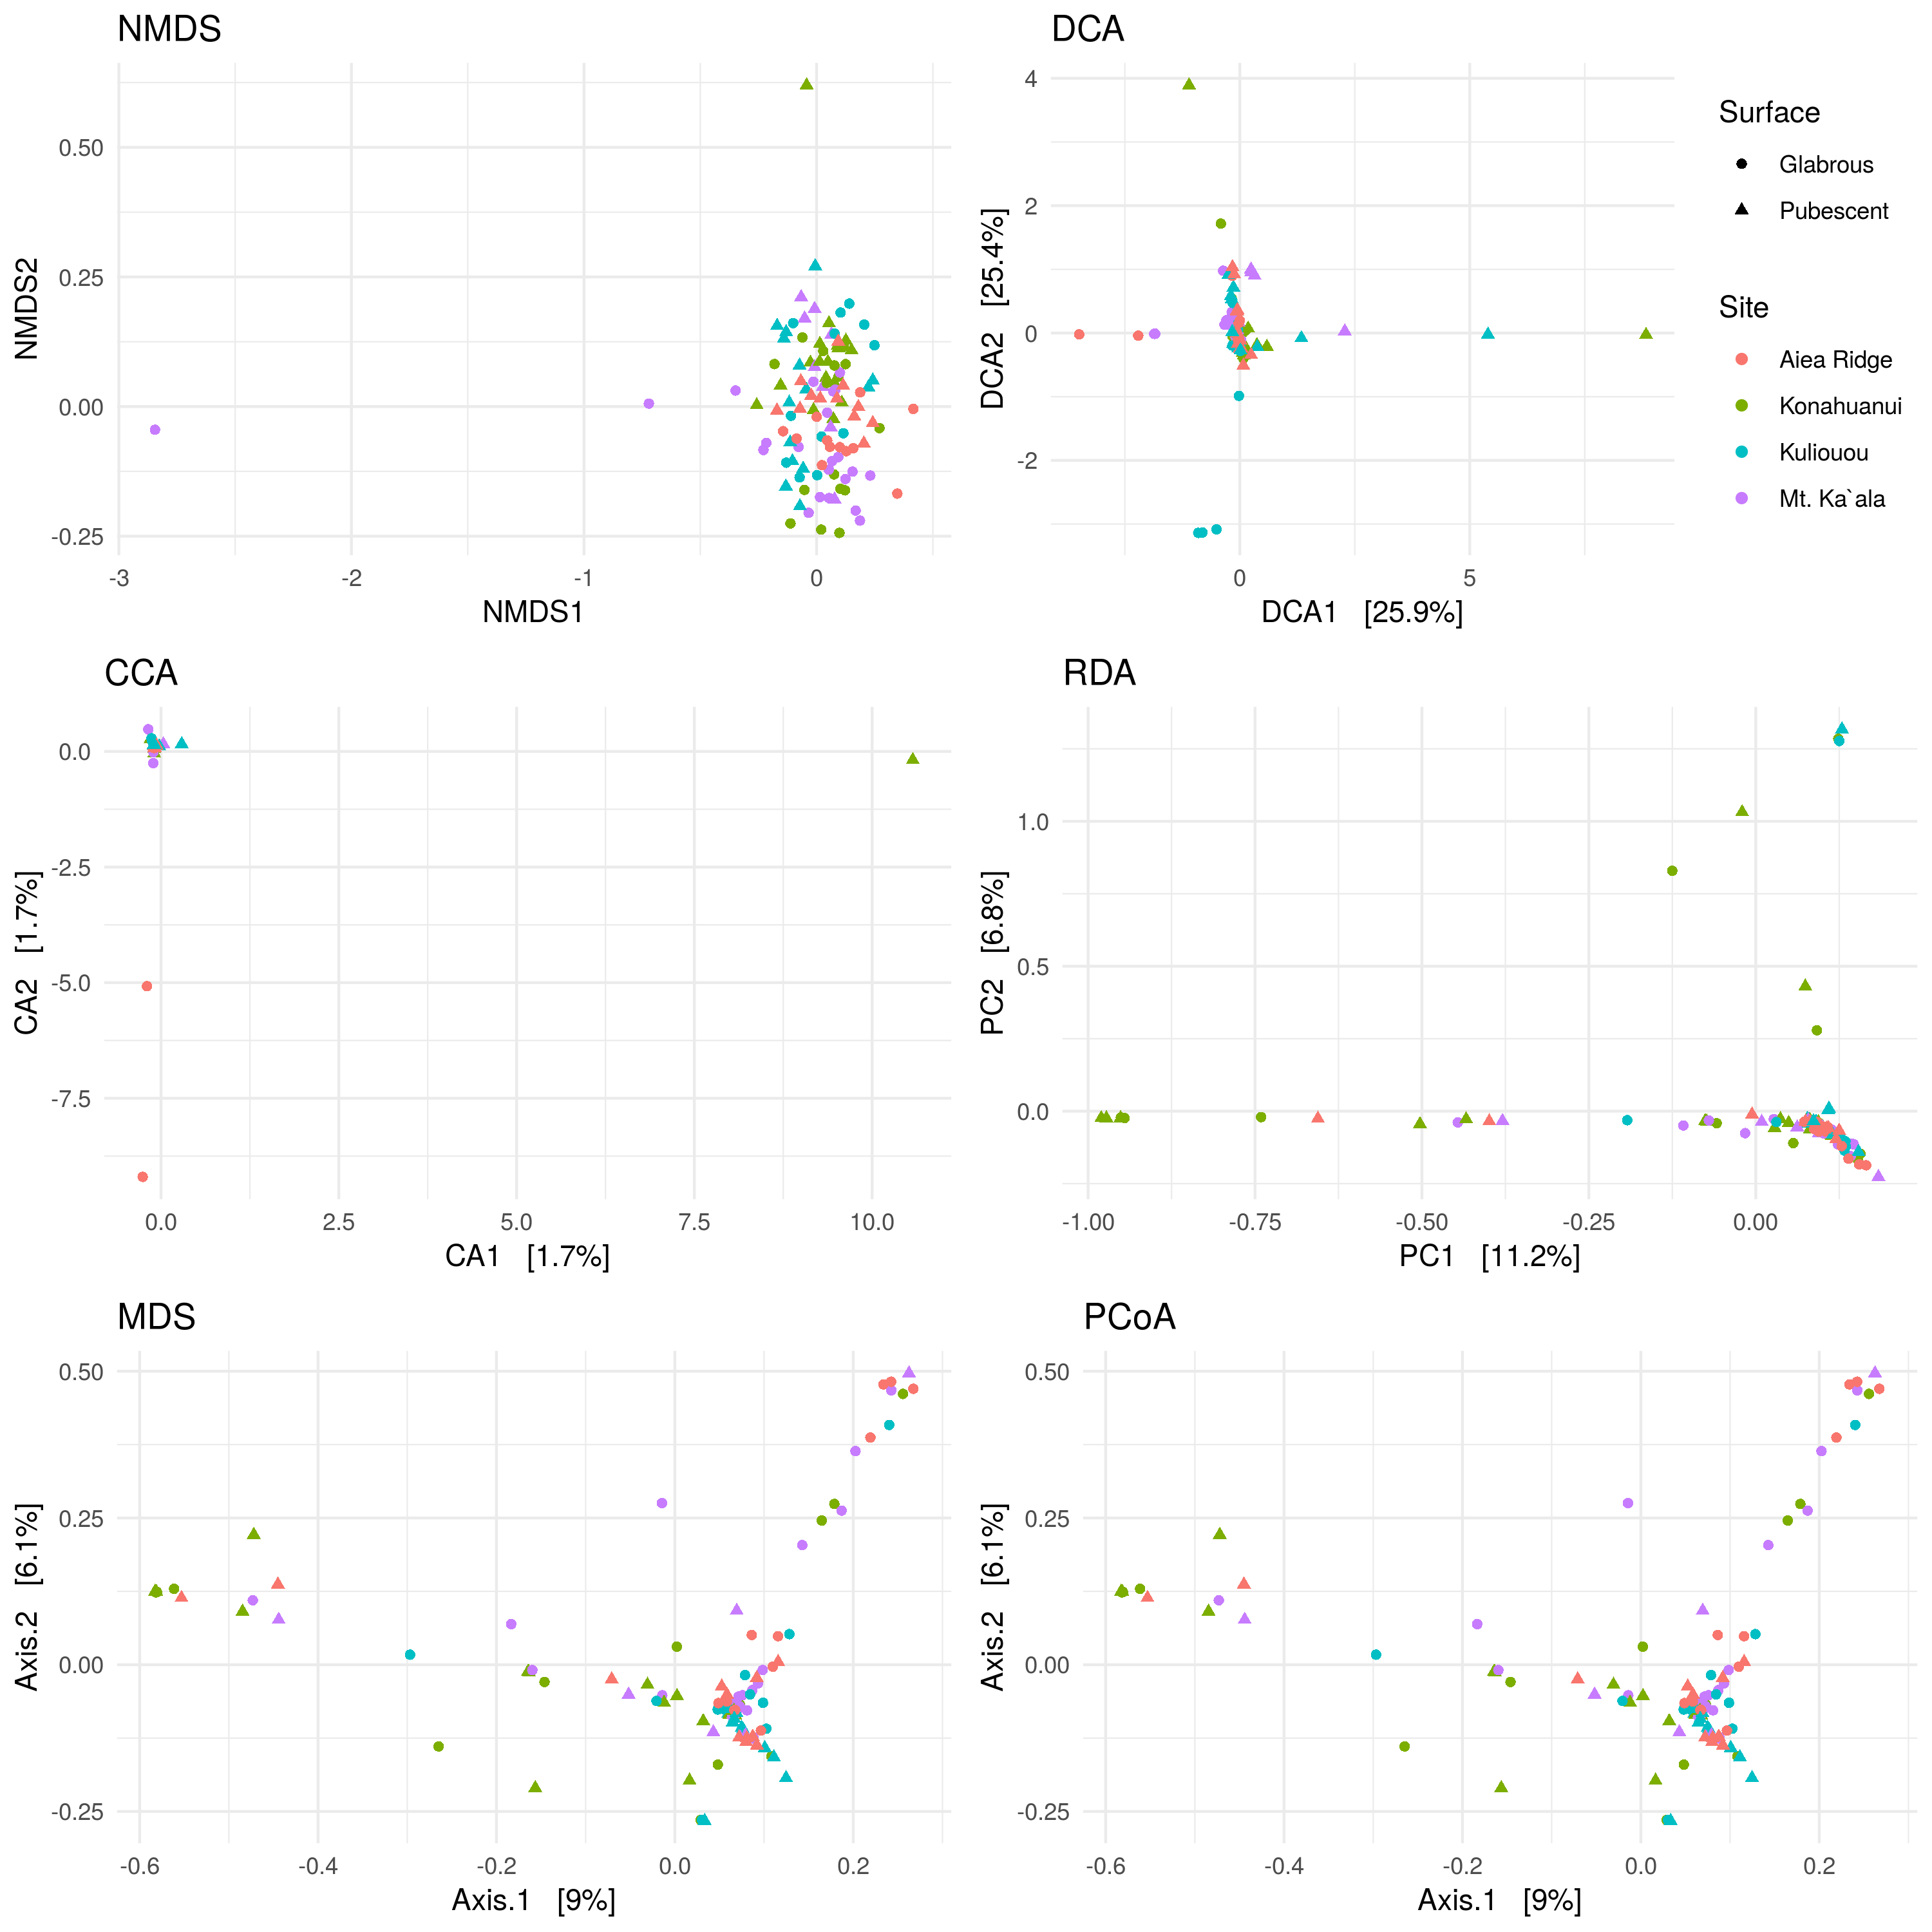 NMDS
0.50
0.25
0.00
-0.25
NMDS2
-3 -2 -1 0
NMDS1
DCA
4
2
0
-2
DCA2 [25.4%]
0 5
DCA1 [25.9%]
Surface
Glabrous
Pubescent
Site
Aiea Ridge
Konahuanui
Kuliouou
Mt. Ka`ala
CCA
0.0
-2.5
-5.0
-7.5
CA2 [1.7%]
0.0 2.5 5.0 7.5 10.0
CA1 [1.7%]
RDA
1.0
0.5
0.0
PC2 [6.8%]
-1.00 -0.75 -0.50 -0.25 0.00
PC1 [11.2%]
MDS
0.50
0.25
0.00
-0.25
Axis.2 [6.1%]
-0.6 -0.4 -0.2 0.0 0.2
Axis.1 [9%]
PCoA
0.50
0.25
0.00
-0.25
Axis.2 [6.1%]
-0.6 -0.4 -0.2 0.0 0.2
Axis.1 [9%]